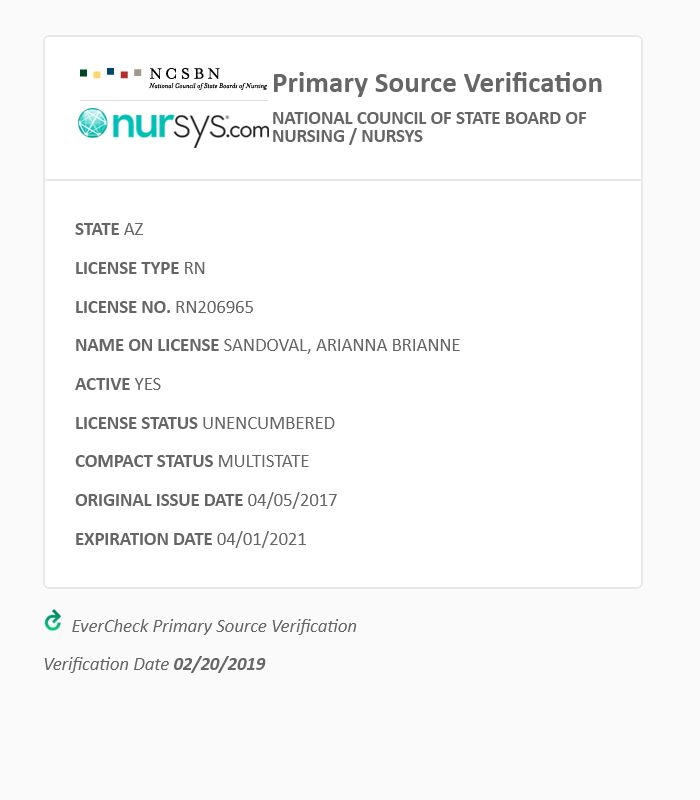 NCSBN
National Council of State Boards of Nursing
nursys.com
Primary Source Verification
NATIONAL COUNCIL OF STATE BOARD OF
NURSING / NURSYS
STATE AZ
LICENSE TYPE RN
LICENSE NO. RN206965
NAME ON LICENSE SANDOVAL, ARIANNA BRIANNE
ACTIVE YES
LICENSE STATUS UNENCUMBERED
COMPACT STATUS MULTISTATE
ORIGINAL ISSUE DATE 04/05/2017
EXPIRATION DATE 04/01/2021
EverCheck Primary Source Verification
Verification Date 02/20/2019